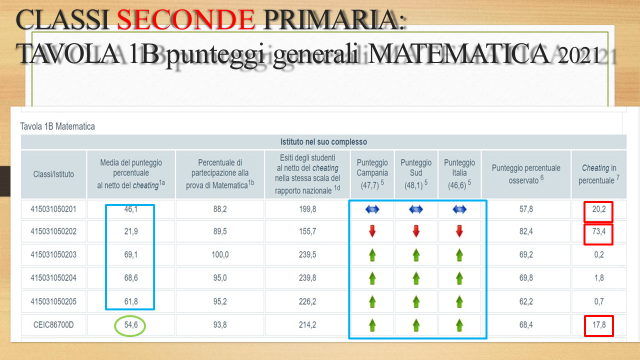 CLASSI SECONDE PRIMARIA:
TAVOLA 1B punteggi generali MATEMATICA 2021
Tavola 1B Matematica
Istituto nel suo complesso
Classi/Istituto
Media del punteggio
percentuale
al netto del cheating1a
Percentuale di
partecipazione alla
prova di Matematica1b
Esiti degli studenti
al netto del cheating
nella stessa scala del
rapporto nazionale 1d
Punteggio
Campania
(47,7) 5
Punteggio
Sud
(48,1) 5
Punteggio
Italia
(46,6) 5
Punteggio percentuale
osservato 6
Cheating in
percentuale 7
415031050201 46,1 88,2 199,8 57,8 20,2
415031050202 21,9 89,5 155,7 82,4 73,4
415031050203 69,1 100,0 239,5 69,2 0,2
415031050204 68,6 95,0 239,8 69,8 1,8
415031050205 61,8 95,2 226,2 62,2 0,7
CEIC86700D 54,6 93,8 214,2 68,4 17,8